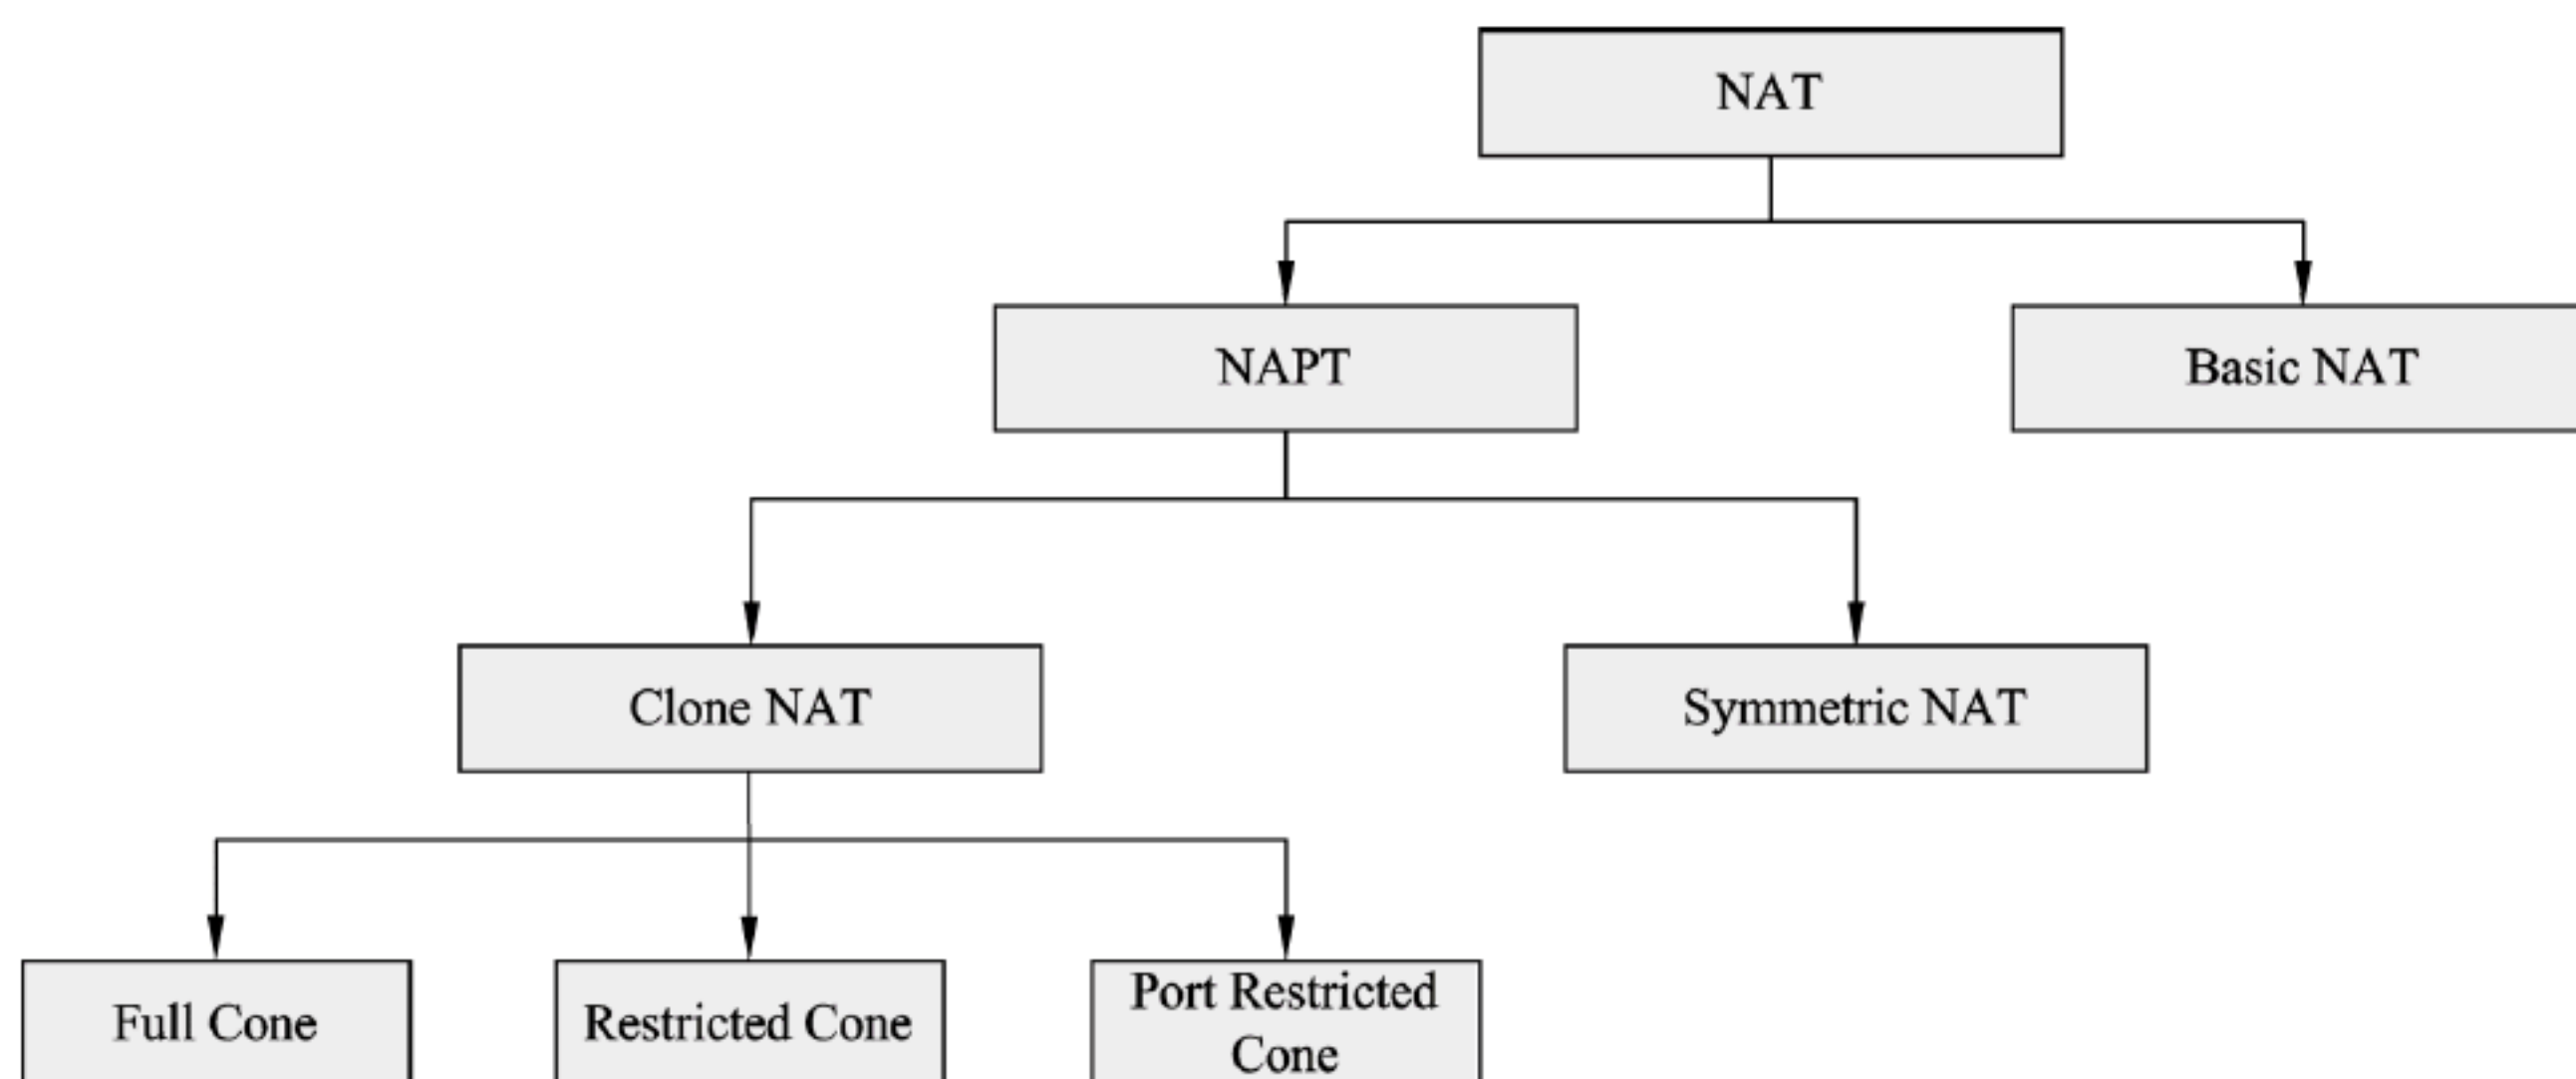 NAT
NAPT
Basic NAT
Clone NAT
Symmetric NAT
Full Cone
Restricted Cone
Port Restricted
Cone